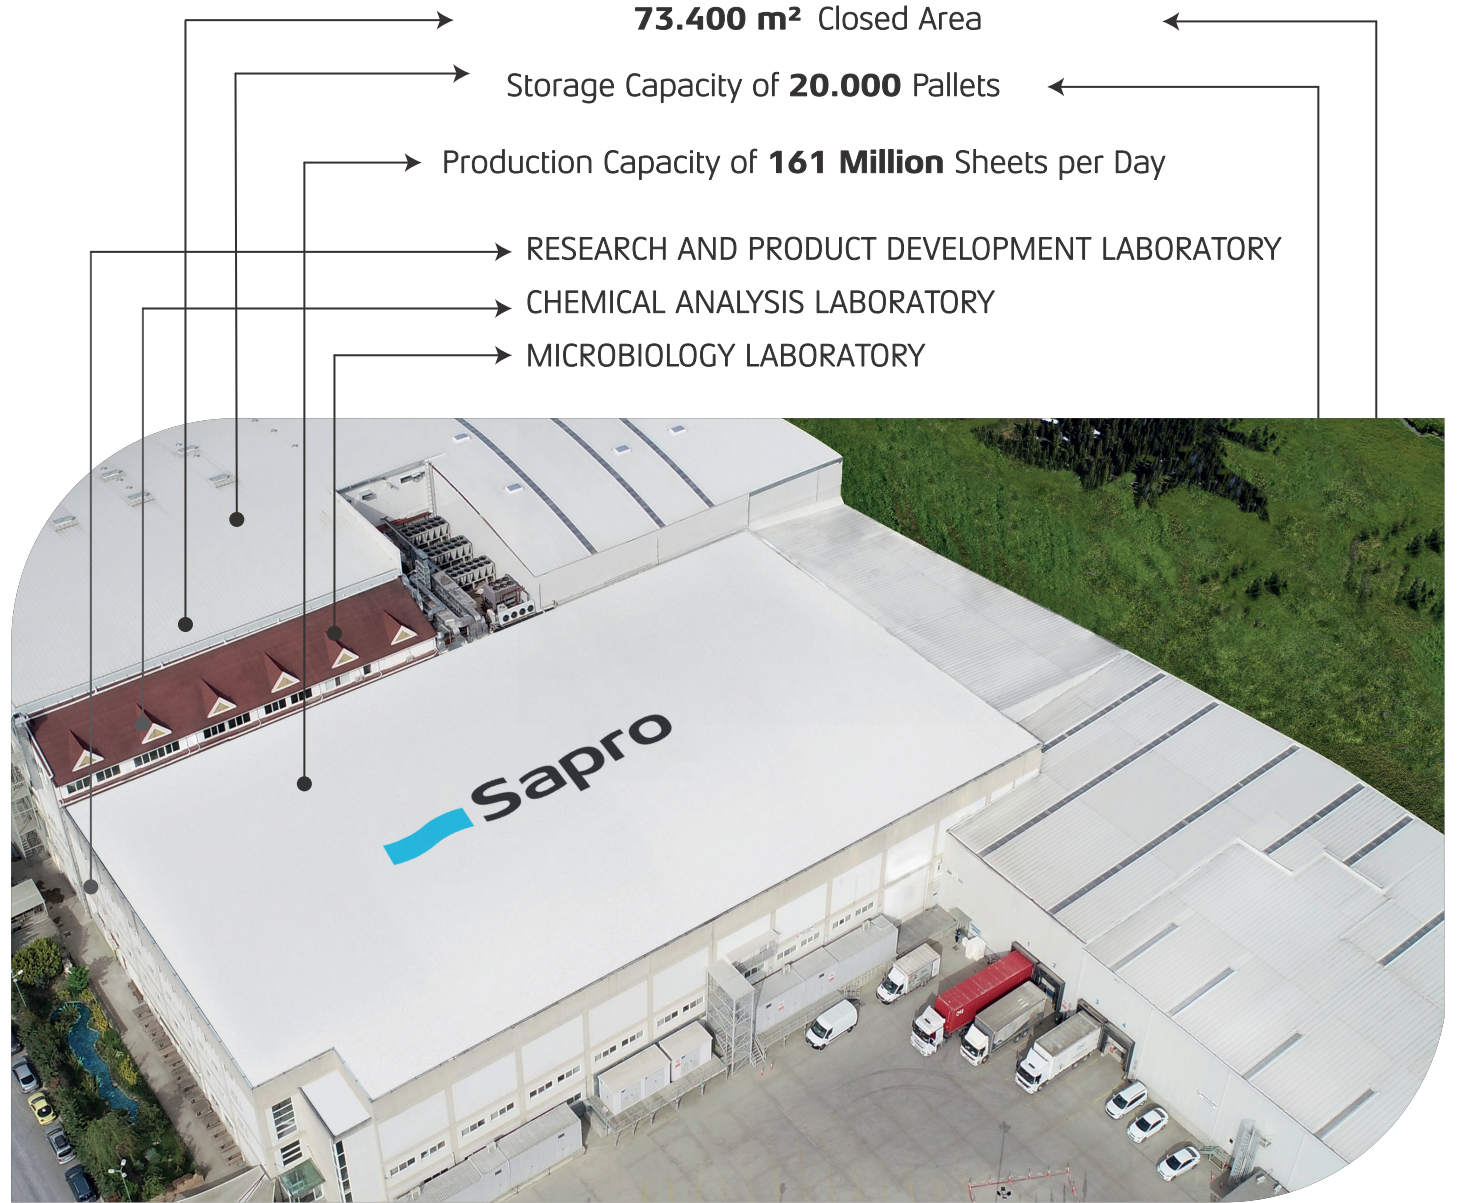 73.400 m² Closed Area
Storage Capacity of 20.000 Pallets
Production Capacity of 161 Million Sheets per Day
RESEARCH AND PRODUCT DEVELOPMENT LABORATORY
CHEMICAL ANALYSIS LABORATORY
MICROBIOLOGY LABORATORY
Sapro